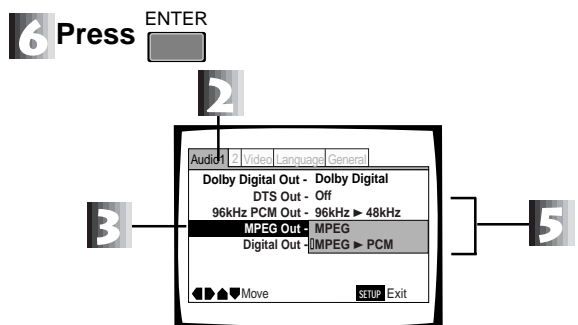 6 Press ENTER
2
Audio1 2 Video Language General
Dolby Digital Out - Dolby Digital
DTS Out - Off
96kHz PCM Out - 96kHz ► 48kHz
3 MPEG Out - MPEG 5
Digital Out - MPEG ► PCM
Move SETUP Exit